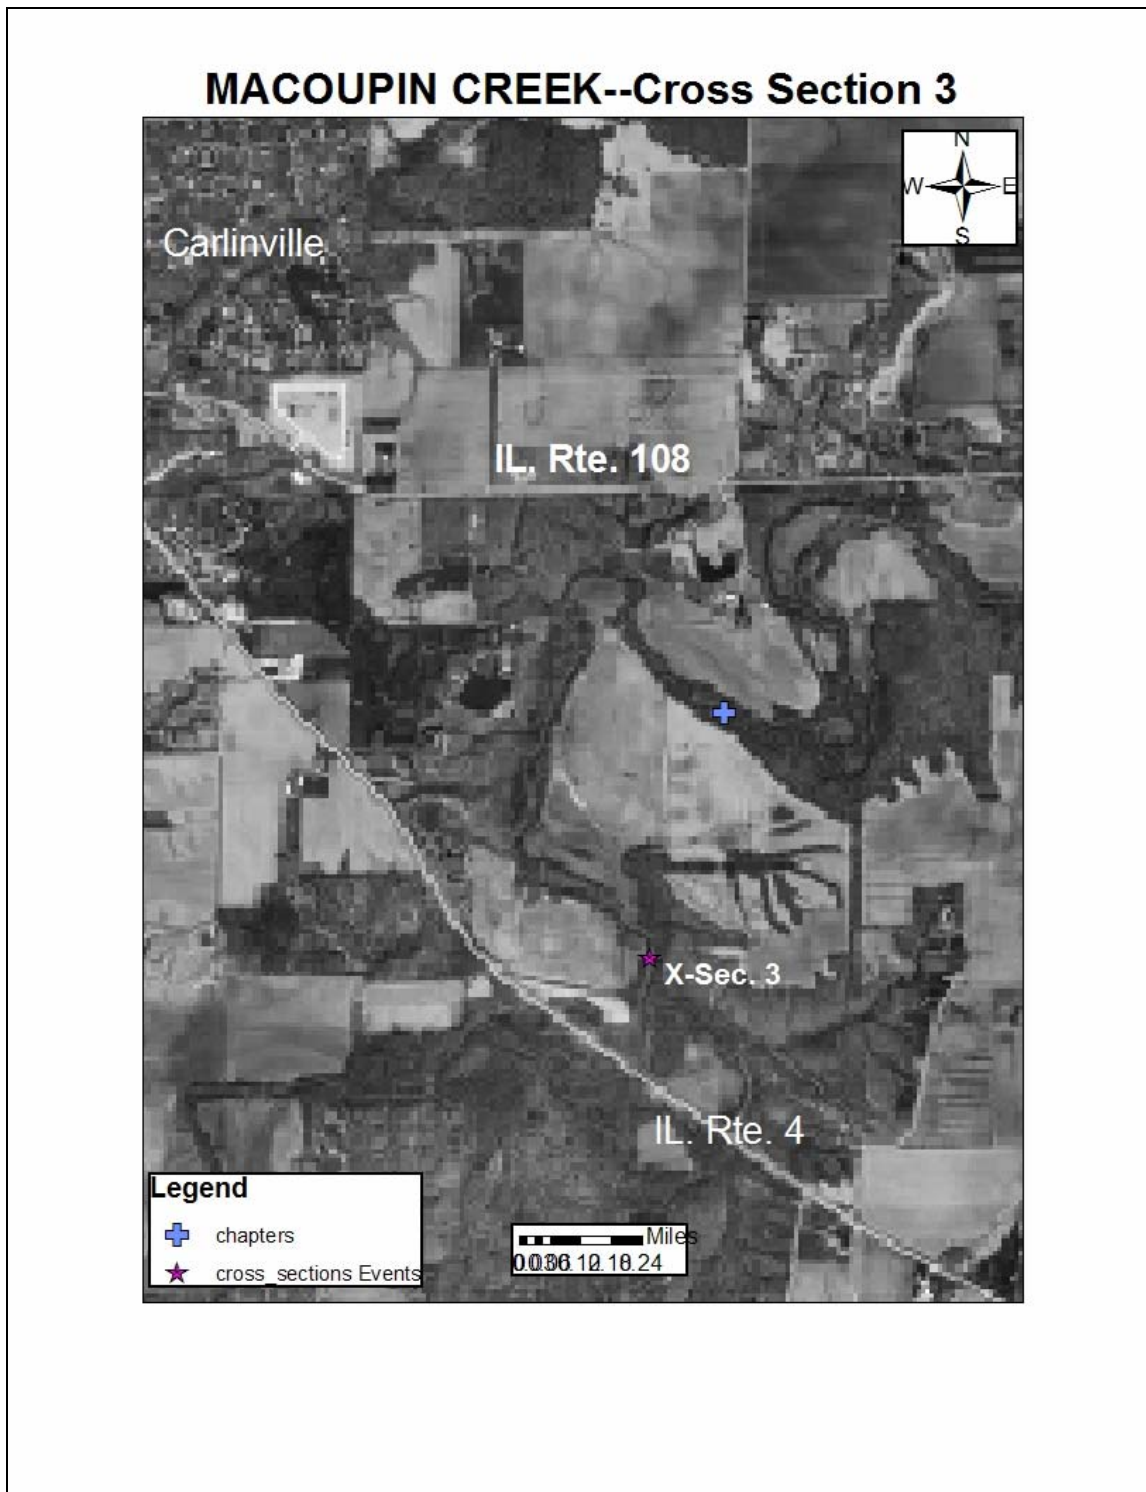 MACOUPIN CREEK--Cross Section 3
N
W E
S
Carlinville
IL. Rte. 108
X-Sec. 3
IL. Rte. 4
Legend
chapters
cross_sections Events
Miles